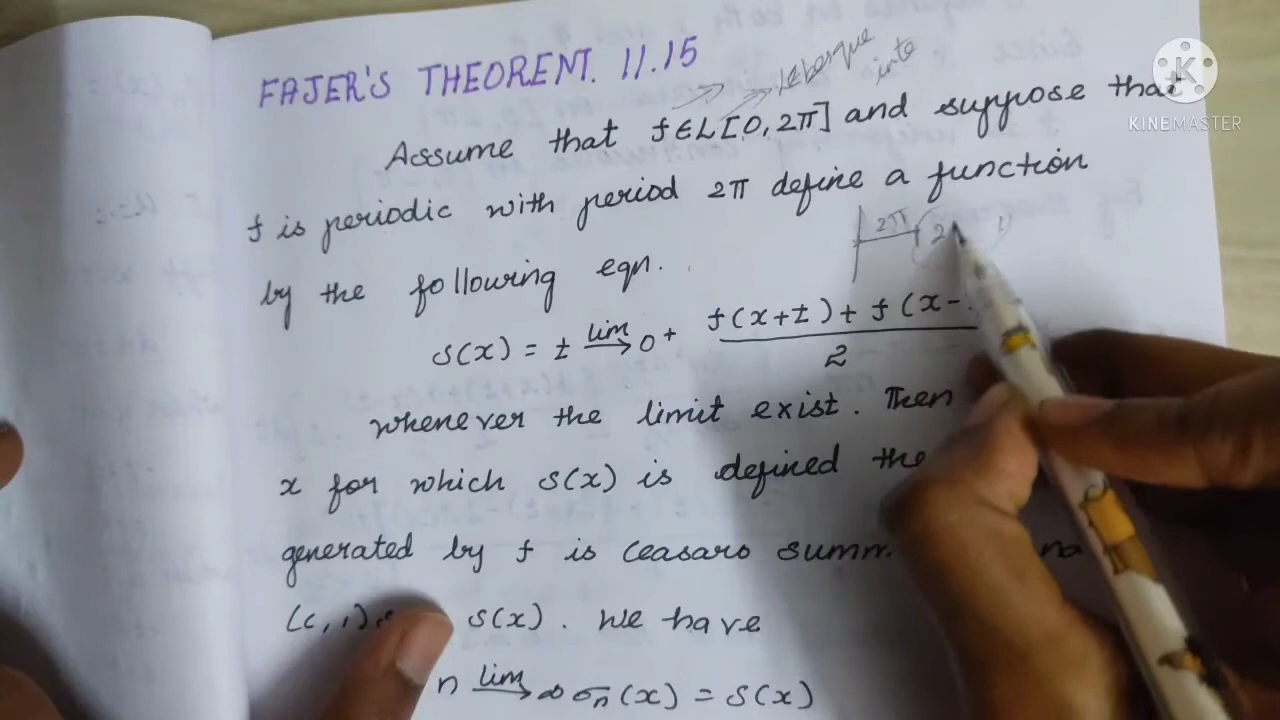 FAJER'S THEOREM. 11.15
Lebesque
inte
Assume that f∈L[0, 2π] and suppose that
f is periodic with period 2π define a function
2π
by the following eqn.
S(x) = t lim→ 0+ f(x+t) + f(x-
2
whenever the limit exist. Then
x for which S(x) is defined the
generated by f is ceasaro summ
(c,1) S(x). We have
n lim→ ∞ σn(x) = S(x)
K
KINEMASTER